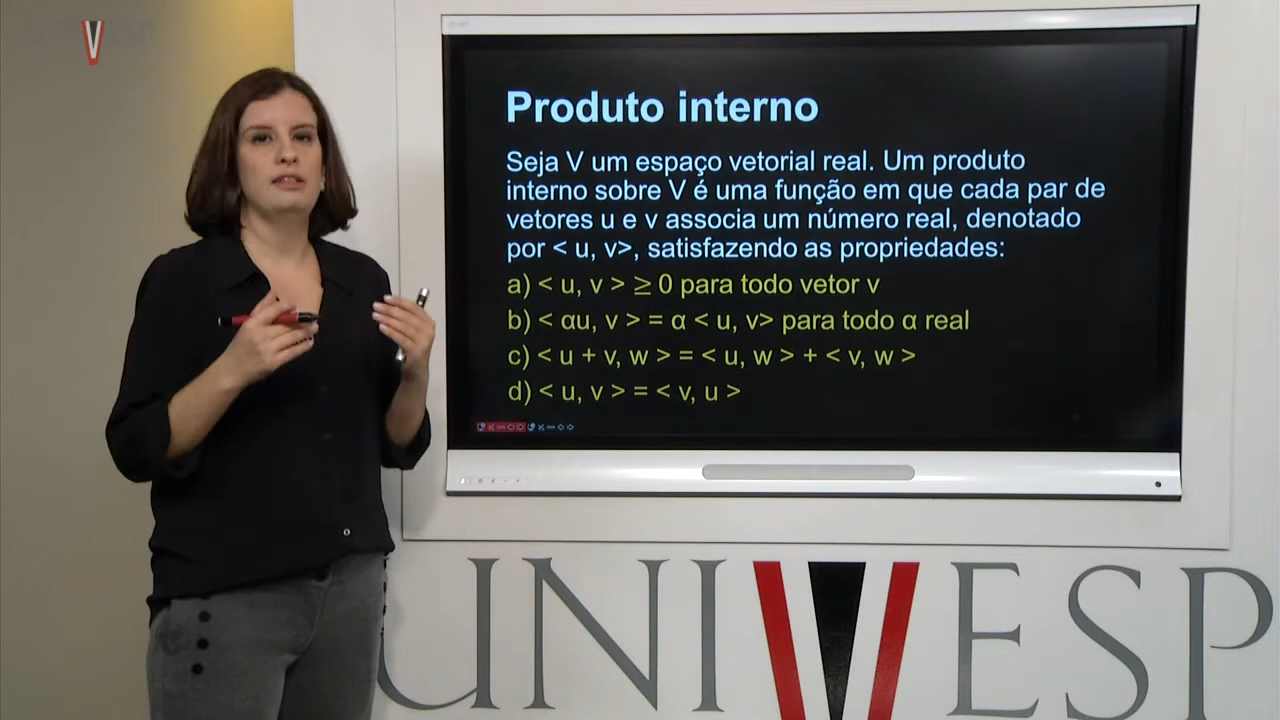 Produto interno
Seja V um espaço vetorial real. Um produto
interno sobre V é uma função em que cada par de
vetores u e v associa um número real, denotado
por < u, v>, satisfazendo as propriedades:
a) < u, v > ≥ 0 para todo vetor v
b) < αu, v > = α < u, v> para todo α real
c) < u + v, w > = < u, w > + < v, w >
d) < u, v > = < v, u >
UNIVESP